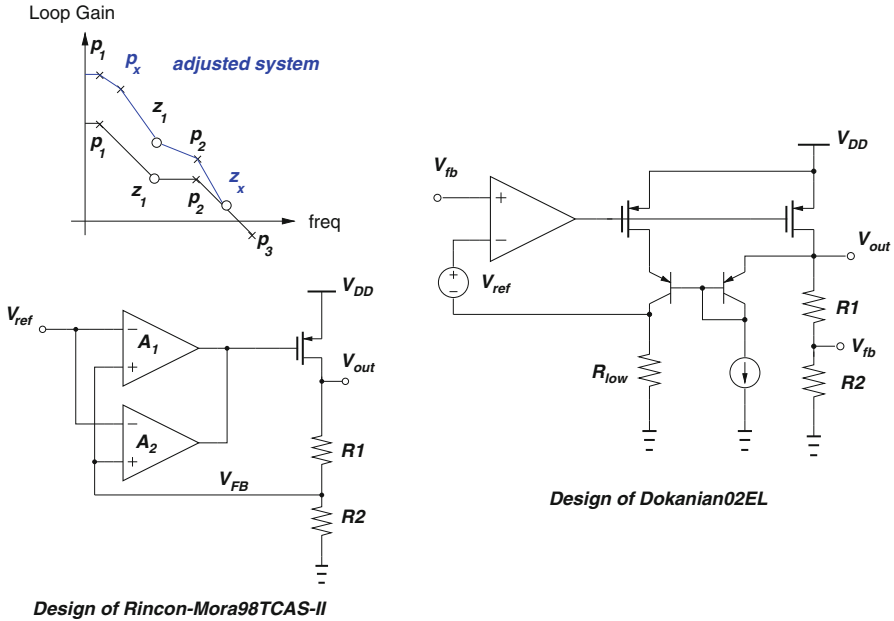 Loop Gain
p1
px
adjusted system
z1
p1
p2
z1
p2
zx
freq
p3
Vref
A1
A2
VDD
Vout
R1
VFB
R2
Design of Rincon-Mora98TCAS-II
VDD
Vfb
Vref
Vout
R1
Vfb
Rlow
R2
Design of Dokanian02EL
+
−
+
−
−
+
−
+